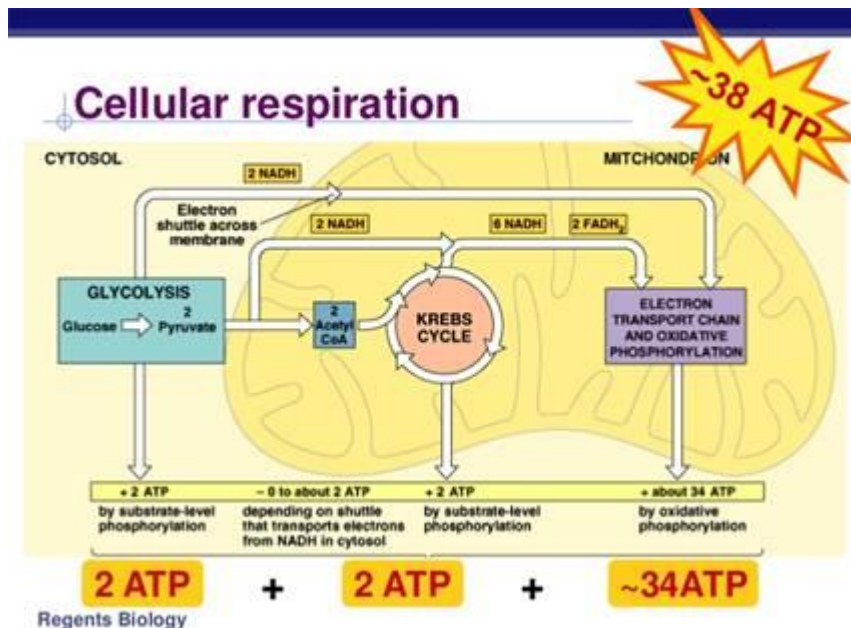 Cellular respiration
~38 ATP
CYTOSOL
MITCHONDRION
2 NADH
Electron
shuttle across
membrane
2 NADH
6 NADH
2 FADH₂
GLYCOLYSIS
2
Glucose
Pyruvate
2
Acetyl
CoA
KREBS
CYCLE
ELECTRON
TRANSPORT CHAIN
AND OXIDATIVE
PHOSPHORYLATION
+ 2 ATP
– 0 to about 2 ATP
+ 2 ATP
+ about 34 ATP
by substrate-level
phosphorylation
depending on shuttle
that transports electrons
from NADH in cytosol
by substrate-level
phosphorylation
by oxidative
phosphorylation
2 ATP + 2 ATP + ~34ATP
Regents Biology